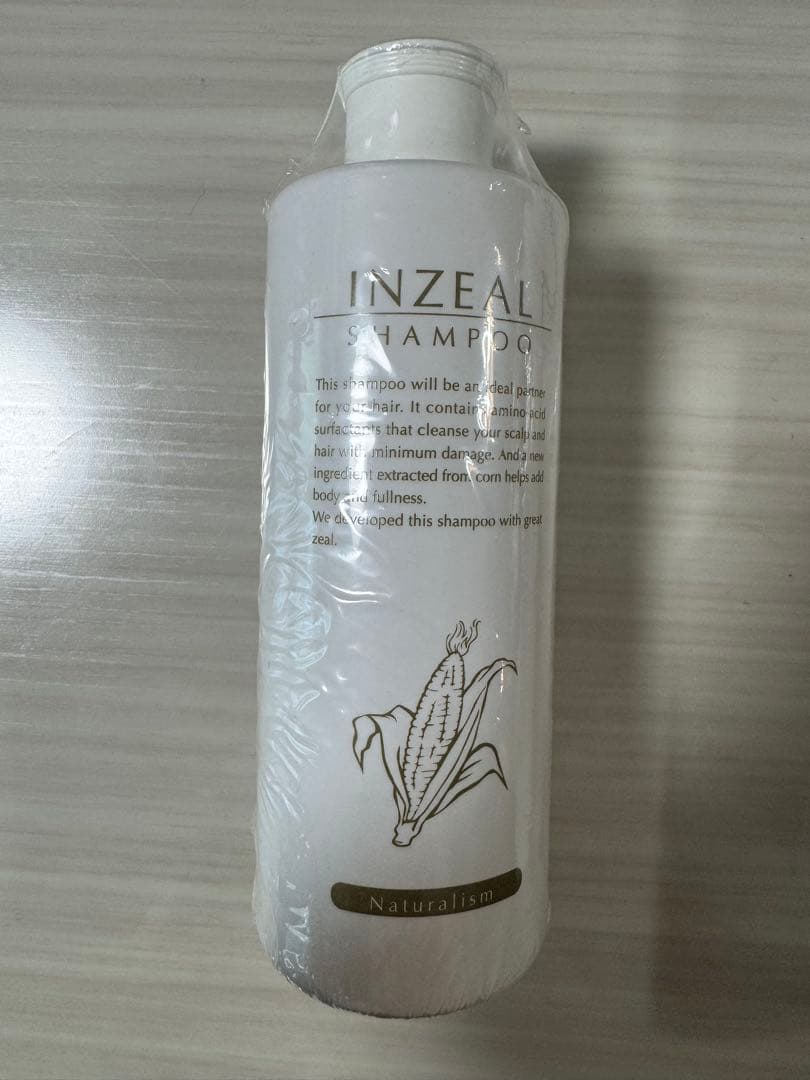 INZEAL
SHAMPOO
This shampoo will be an ideal partner
for your hair. It contains amino acid
surfactants that cleanse your scalp and
hair with minimum damage. And a new
ingredient extracted from corn helps add
body and fullness.
We developed this shampoo with great
zeal.
Naturalism